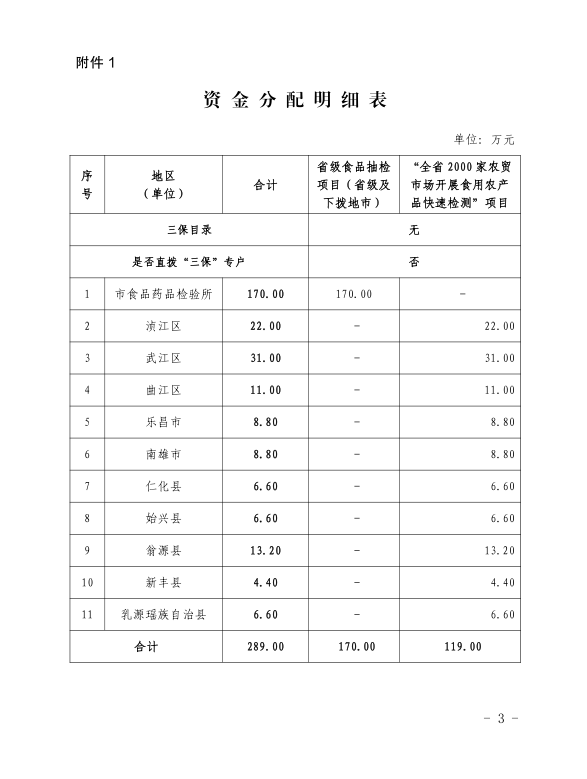 附件 1
资金分配明细表
单位：万元
序号 地区（单位） 合计 省级食品抽检项目（省级及下拨地市） “全省 2000 家农贸市场开展食用农产品快速检测”项目
三保目录 无
是否直拨“三保”专户 否
1 市食品药品检验所 170.00 170.00 －
2 浈江区 22.00 － 22.00
3 武江区 31.00 － 31.00
4 曲江区 11.00 － 11.00
5 乐昌市 8.80 － 8.80
6 南雄市 8.80 － 8.80
7 仁化县 6.60 － 6.60
8 始兴县 6.60 － 6.60
9 翁源县 13.20 － 13.20
10 新丰县 4.40 － 4.40
11 乳源瑶族自治县 6.60 － 6.60
合计 289.00 170.00 119.00
- 3 -